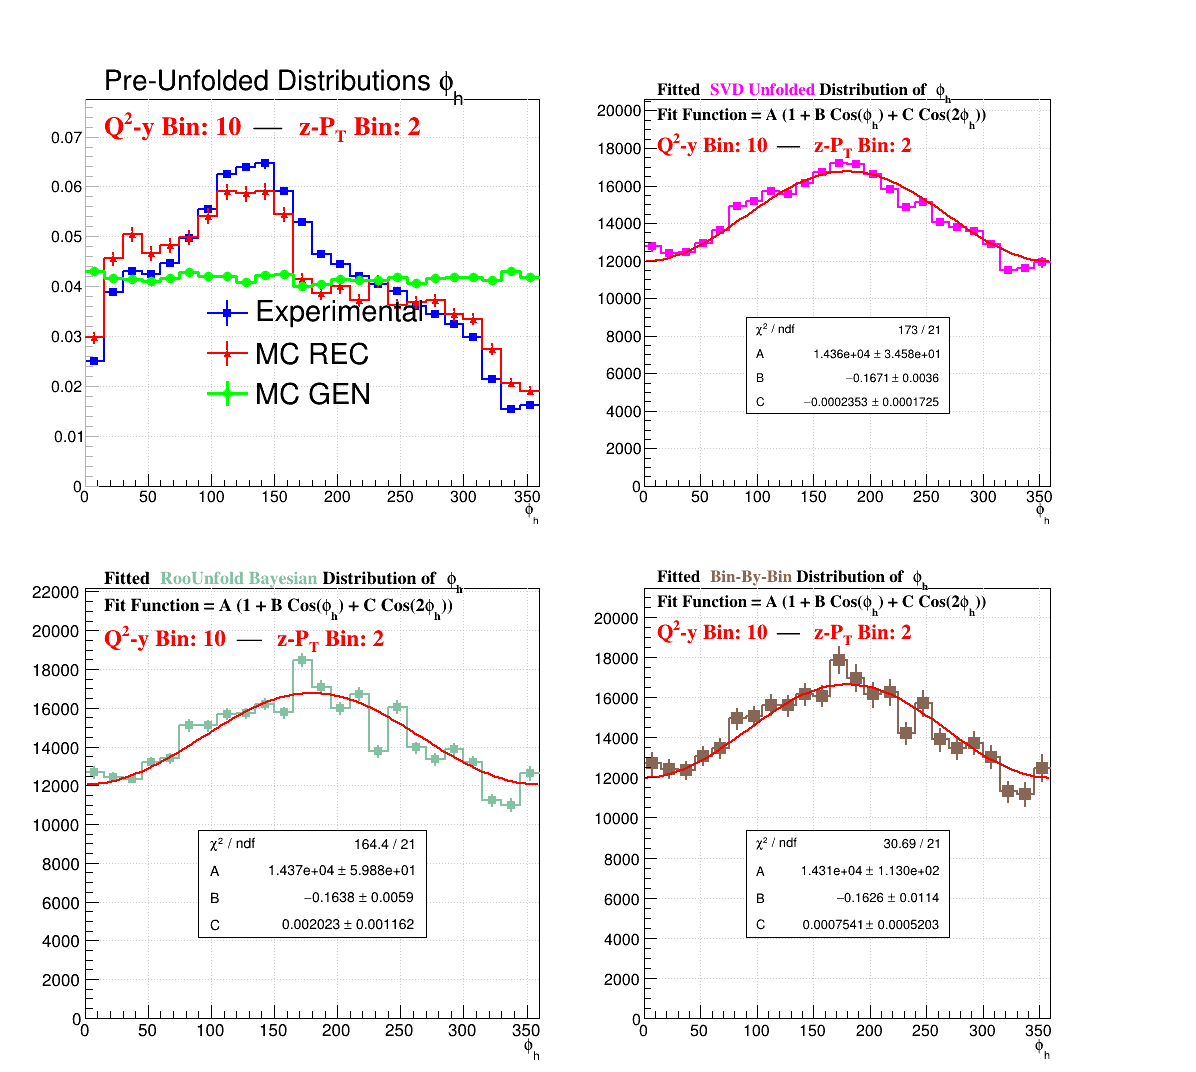 Pre-Unfolded Distributions ϕh
Q²-y Bin: 10 — z-PT Bin: 2
0.07
0.06
0.05
0.04
0.03
0.02
0.01
0
Experimental
MC REC
MC GEN
0 50 100 150 200 250 300 350
ϕh
Fitted SVD Unfolded Distribution of ϕh
Fit Function = A (1 + B Cos(ϕh) + C Cos(2ϕh))
Q²-y Bin: 10 — z-PT Bin: 2
20000
18000
16000
14000
12000
10000
8000
6000
4000
2000
0
χ² / ndf 173 / 21
A 1.436e+04 ± 3.458e+01
B −0.1671 ± 0.0036
C −0.0002353 ± 0.0001725
0 50 100 150 200 250 300 350
ϕh
Fitted RooUnfold Bayesian Distribution of ϕh
Fit Function = A (1 + B Cos(ϕh) + C Cos(2ϕh))
Q²-y Bin: 10 — z-PT Bin: 2
22000
20000
18000
16000
14000
12000
10000
8000
6000
4000
2000
0
χ² / ndf 164.4 / 21
A 1.437e+04 ± 5.988e+01
B −0.1638 ± 0.0059
C 0.002023 ± 0.001162
0 50 100 150 200 250 300 350
ϕh
Fitted Bin-By-Bin Distribution of ϕh
Fit Function = A (1 + B Cos(ϕh) + C Cos(2ϕh))
Q²-y Bin: 10 — z-PT Bin: 2
20000
18000
16000
14000
12000
10000
8000
6000
4000
2000
0
χ² / ndf 30.69 / 21
A 1.431e+04 ± 1.130e+02
B −0.1626 ± 0.0114
C 0.0007541 ± 0.0005203
0 50 100 150 200 250 300 350
ϕh